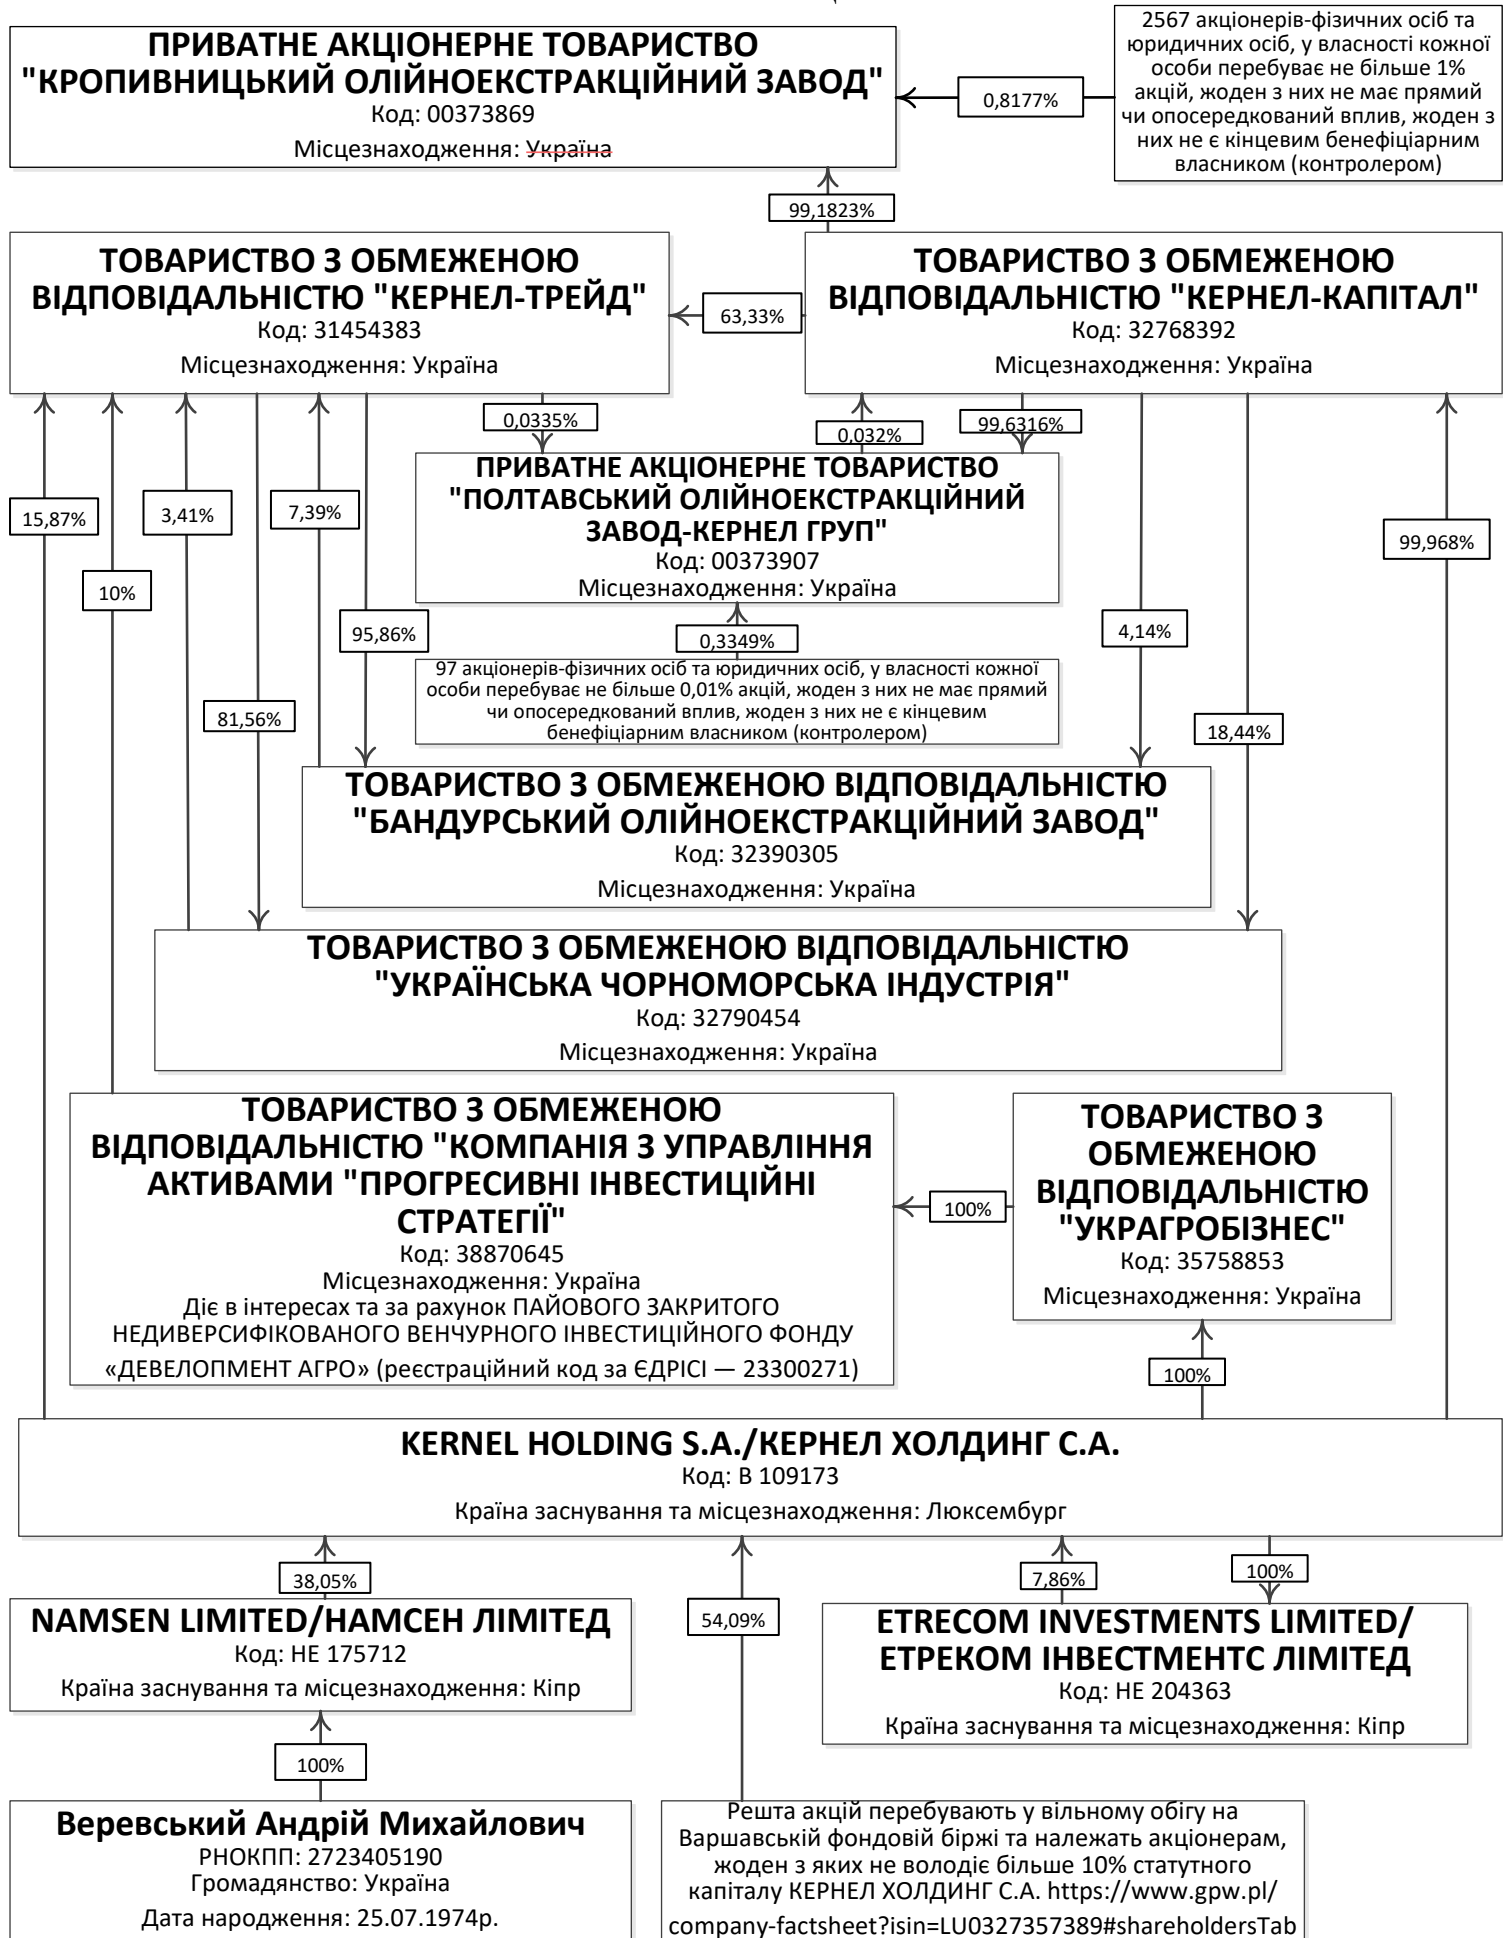 ПРИВАТНЕ АКЦІОНЕРНЕ ТОВАРИСТВО
"КРОПИВНИЦЬКИЙ ОЛІЙНОЕКСТРАКЦІЙНИЙ ЗАВОД"
Код: 00373869
Місцезнаходження: Україна
0,8177%
2567 акціонерів-фізичних осіб та
юридичних осіб, у власності кожної
особи перебуває не більше 1%
акцій, жоден з них не має прямий
чи опосередкований вплив, жоден з
них не є кінцевим бенефіціарним
власником (контролером)
99,1823%
ТОВАРИСТВО З ОБМЕЖЕНОЮ
ВІДПОВІДАЛЬНІСТЮ "КЕРНЕЛ-ТРЕЙД"
Код: 31454383
Місцезнаходження: Україна
63,33%
ТОВАРИСТВО З ОБМЕЖЕНОЮ
ВІДПОВІДАЛЬНІСТЮ "КЕРНЕЛ-КАПІТАЛ"
Код: 32768392
Місцезнаходження: Україна
0,0335%
0,032%
99,6316%
15,87%
3,41%
7,39%
99,968%
10%
ПРИВАТНЕ АКЦІОНЕРНЕ ТОВАРИСТВО
"ПОЛТАВСЬКИЙ ОЛІЙНОЕКСТРАКЦІЙНИЙ
ЗАВОД-КЕРНЕЛ ГРУП"
Код: 00373907
Місцезнаходження: Україна
95,86%
0,3349%
4,14%
97 акціонерів-фізичних осіб та юридичних осіб, у власності кожної
особи перебуває не більше 0,01% акцій, жоден з них не має прямий
чи опосередкований вплив, жоден з них не є кінцевим
бенефіціарним власником (контролером)
81,56%
18,44%
ТОВАРИСТВО З ОБМЕЖЕНОЮ ВІДПОВІДАЛЬНІСТЮ
"БАНДУРСЬКИЙ ОЛІЙНОЕКСТРАКЦІЙНИЙ ЗАВОД"
Код: 32390305
Місцезнаходження: Україна
ТОВАРИСТВО З ОБМЕЖЕНОЮ ВІДПОВІДАЛЬНІСТЮ
"УКРАЇНСЬКА ЧОРНОМОРСЬКА ІНДУСТРІЯ"
Код: 32790454
Місцезнаходження: Україна
ТОВАРИСТВО З ОБМЕЖЕНОЮ
ВІДПОВІДАЛЬНІСТЮ "КОМПАНІЯ З УПРАВЛІННЯ
АКТИВАМИ "ПРОГРЕСИВНІ ІНВЕСТИЦІЙНІ
СТРАТЕГІЇ"
Код: 38870645
Місцезнаходження: Україна
Діє в інтересах та за рахунок ПАЙОВОГО ЗАКРИТОГО
НЕДИВЕРСИФІКОВАНОГО ВЕНЧУРНОГО ІНВЕСТИЦІЙНОГО ФОНДУ
«ДЕВЕЛОПМЕНТ АГРО» (реєстраційний код за ЄДРІСІ — 23300271)
100%
ТОВАРИСТВО З
ОБМЕЖЕНОЮ
ВІДПОВІДАЛЬНІСТЮ
"УКРАГРОБІЗНЕС"
Код: 35758853
Місцезнаходження: Україна
100%
KERNEL HOLDING S.A./КЕРНЕЛ ХОЛДИНГ С.А.
Код: B 109173
Країна заснування та місцезнаходження: Люксембург
38,05%
54,09%
7,86%
100%
NAMSEN LIMITED/НАМСЕН ЛІМІТЕД
Код: HE 175712
Країна заснування та місцезнаходження: Кіпр
ETRECOM INVESTMENTS LIMITED/
ЕТРЕКОМ ІНВЕСТМЕНТС ЛІМІТЕД
Код: HE 204363
Країна заснування та місцезнаходження: Кіпр
100%
Веревський Андрій Михайлович
РНОКПП: 2723405190
Громадянство: Україна
Дата народження: 25.07.1974р.
Решта акцій перебувають у вільному обігу на
Варшавській фондовій біржі та належать акціонерам,
жоден з яких не володіє більше 10% статутного
капіталу КЕРНЕЛ ХОЛДИНГ С.А. https://www.gpw.pl/
company-factsheet?isin=LU0327357389#shareholdersTab